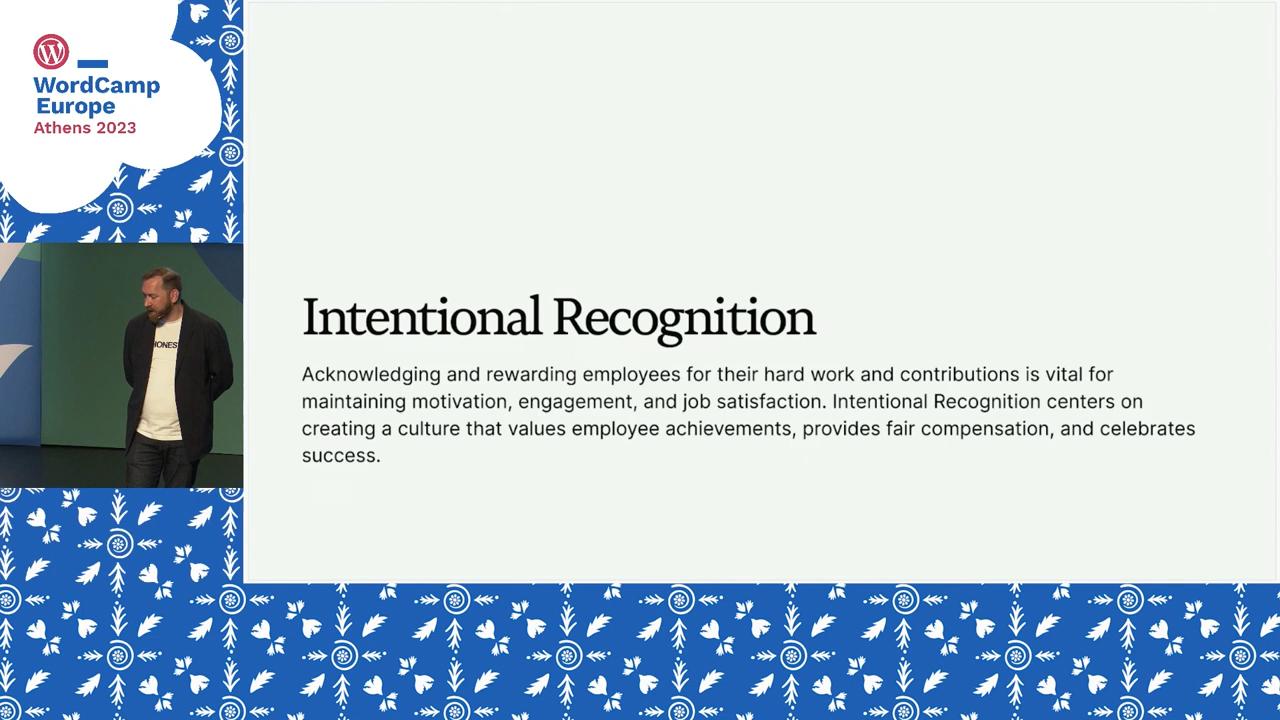 WordCamp
Europe
Athens 2023
Intentional Recognition
Acknowledging and rewarding employees for their hard work and contributions is vital for
maintaining motivation, engagement, and job satisfaction. Intentional Recognition centers on
creating a culture that values employee achievements, provides fair compensation, and celebrates
success.